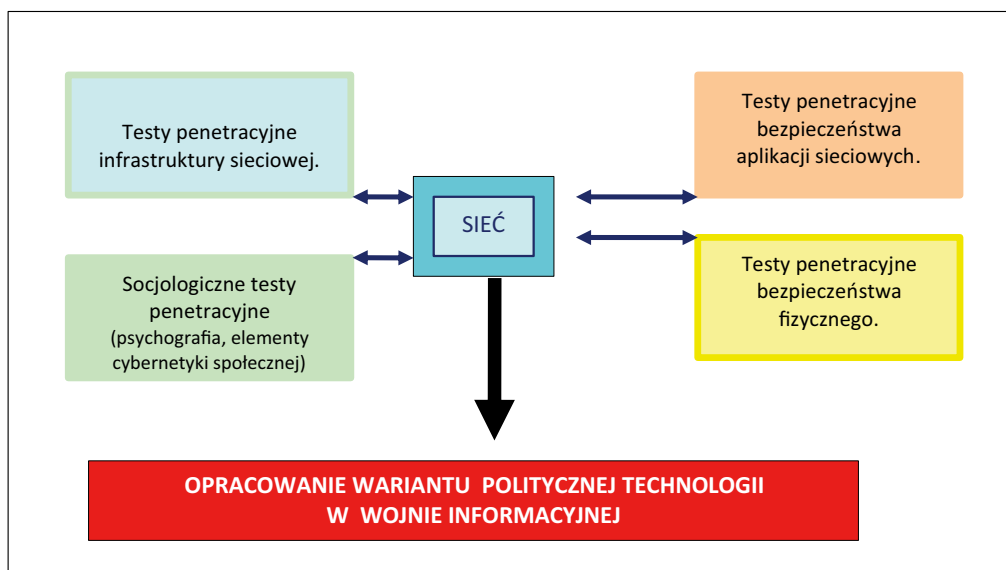 Testy penetracyjne
infrastruktury sieciowej.
Testy penetracyjne
bezpieczeństwa
aplikacji sieciowych.
SIEĆ
Socjologiczne testy
penetracyjne
(psychografia, elementy
cybernetyki społecznej)
Testy penetracyjne
bezpieczeństwa
fizycznego.
OPRACOWANIE WARIANTU POLITYCZNEJ TECHNOLOGII
W WOJNIE INFORMACYJNEJ